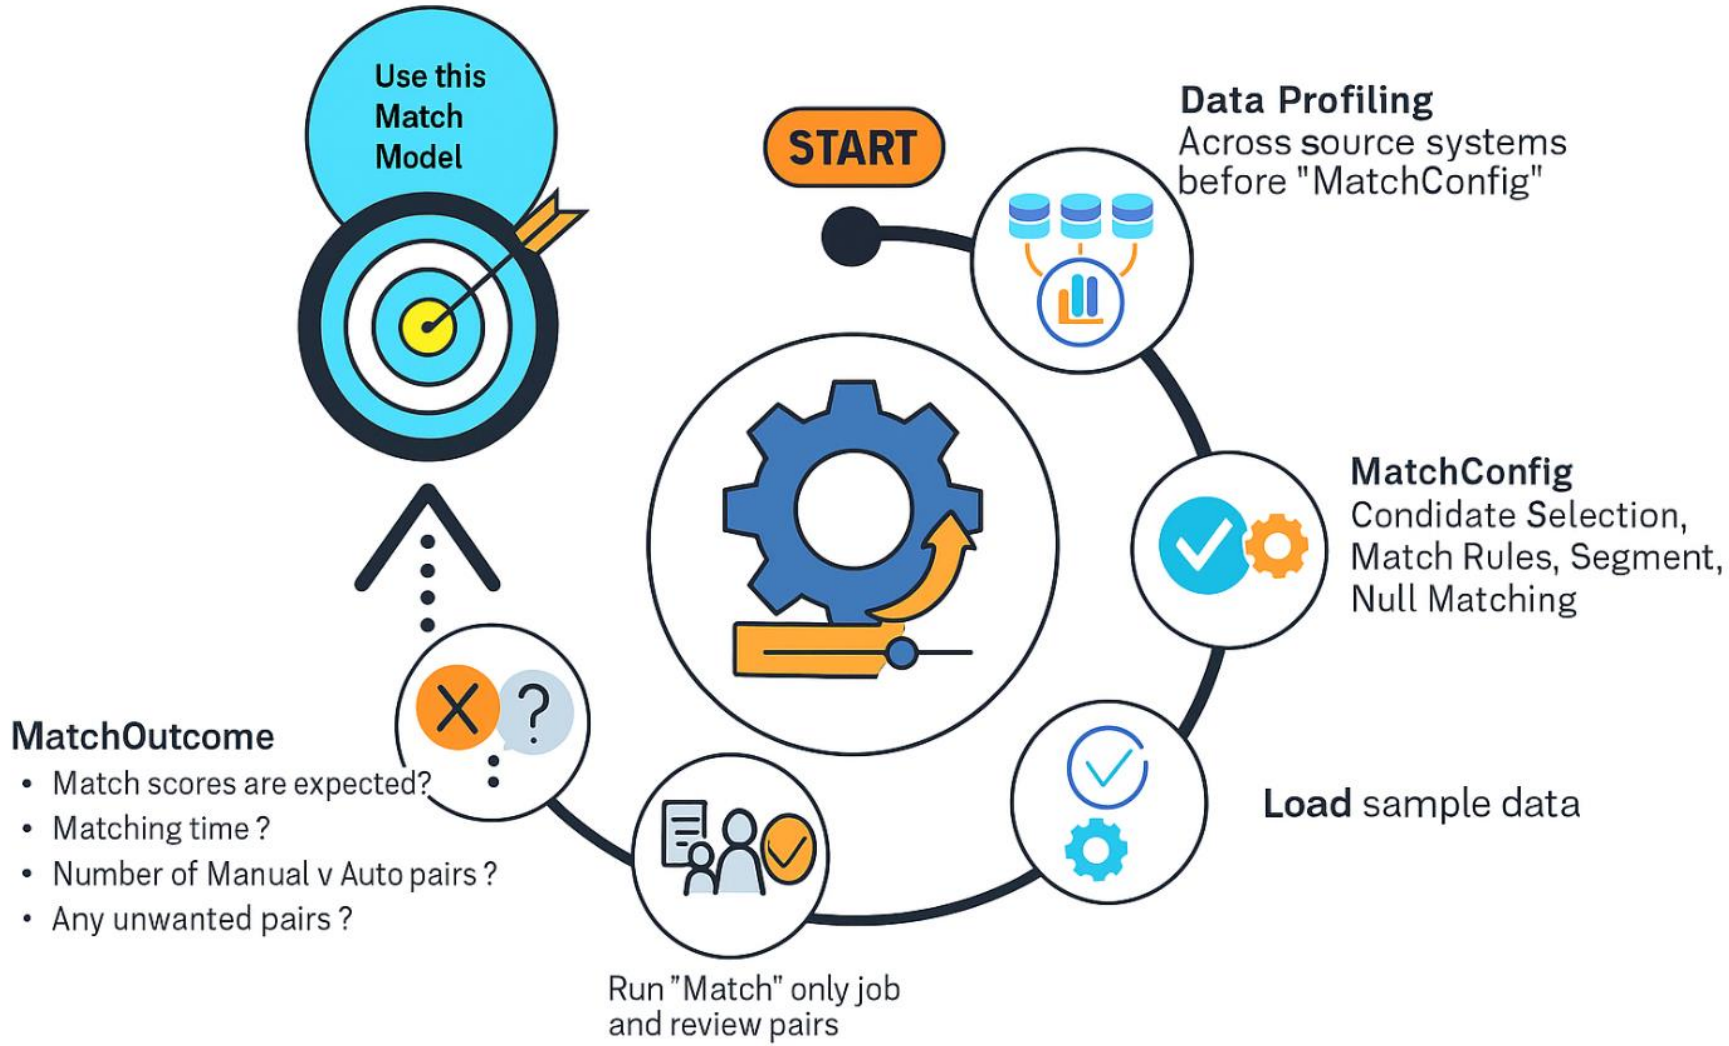 Use this
Match
Model
START
Data Profiling
Across source systems
before "MatchConfig"
MatchConfig
Condidate Selection,
Match Rules, Segment,
Null Matching
Load sample data
Run "Match" only job
and review pairs
MatchOutcome
• Match scores are expected?
• Matching time ?
• Number of Manual v Auto pairs ?
• Any unwanted pairs ?
?